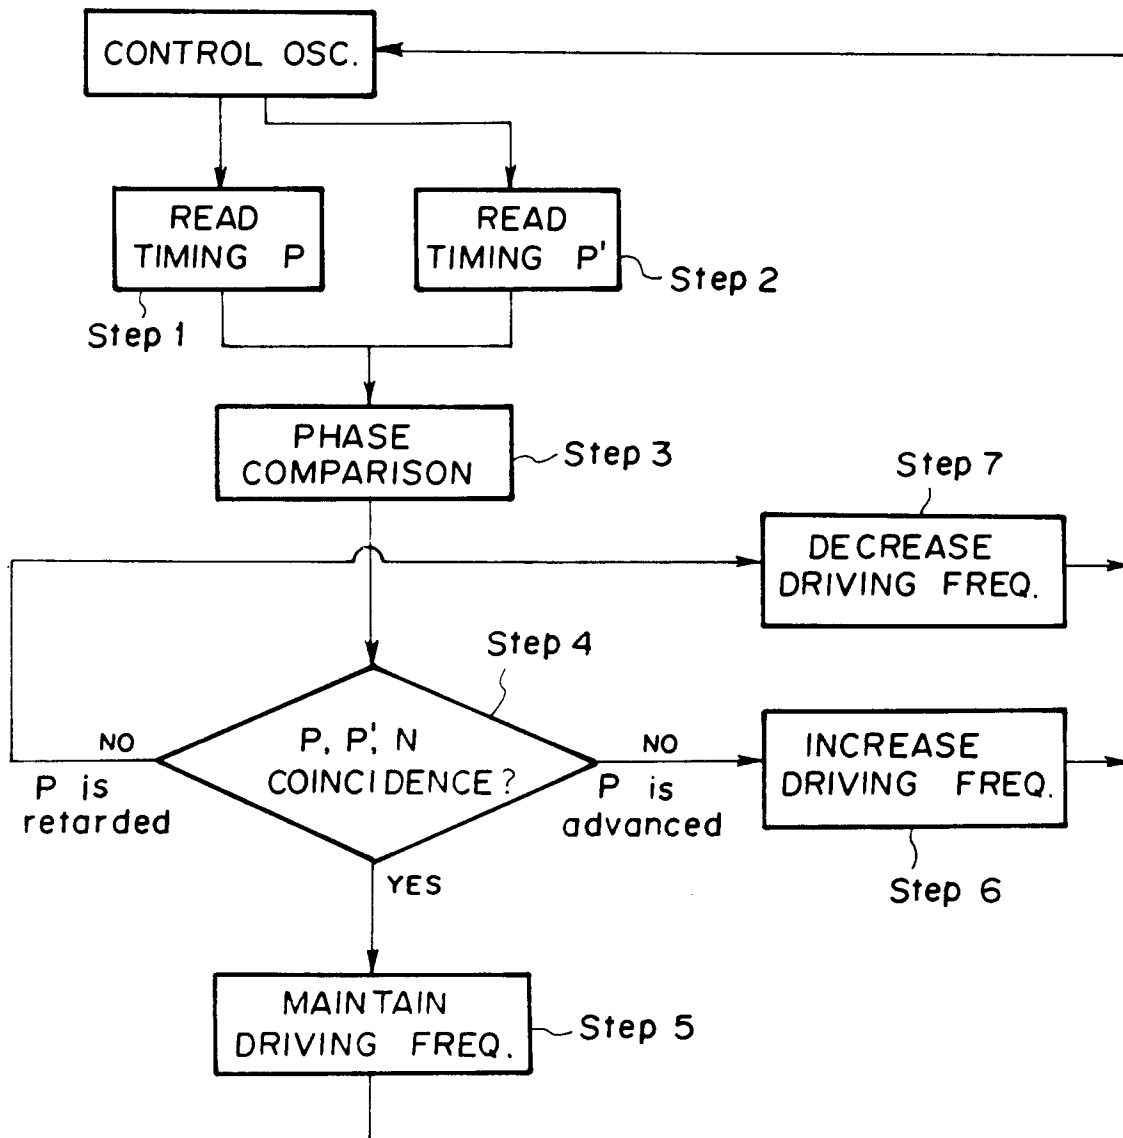 CONTROL OSC.
READ
TIMING P
READ
TIMING P'
Step 1
Step 2
PHASE
COMPARISON
Step 3
Step 7
DECREASE
DRIVING FREQ.
Step 4
P, P', N
COINCIDENCE?
NO
P is
retarded
NO
P is
advanced
INCREASE
DRIVING FREQ.
Step 6
YES
MAINTAIN
DRIVING FREQ.
Step 5